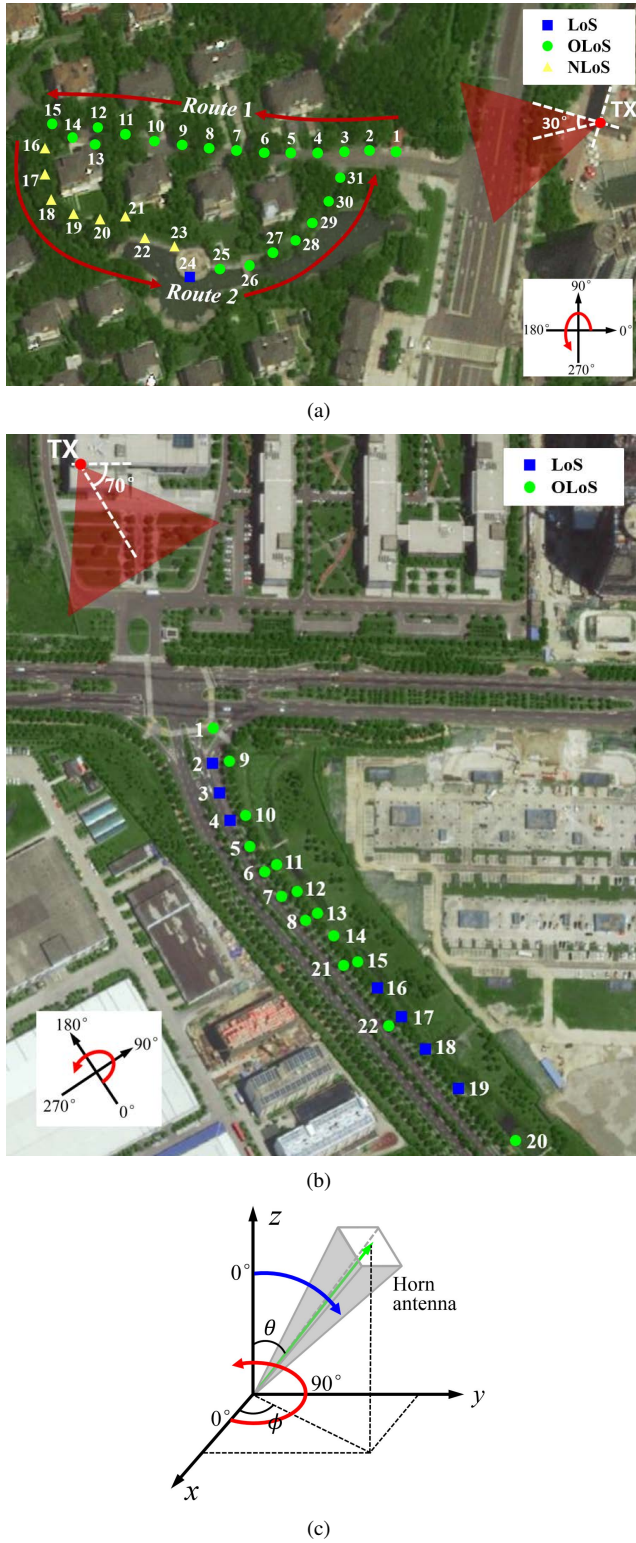 LoS
OLoS
NLoS
TX
30°
Route 1
15 12 11 10 9 8 7 6 5 4 3 2 1
14
13
16
17
18
19
20
21
22
23
24
25
26
27
28
29
30
31
Route 2
90°
180°
0°
270°
(a)
TX
70°
LoS
OLoS
1
2
9
3
4
10
5
6
11
7
12
8
13
14
21
15
16
22
17
18
19
20
180°
90°
270°
0°
(b)
z
0°
Horn
antenna
θ
90°
y
0°
ϕ
x
(c)